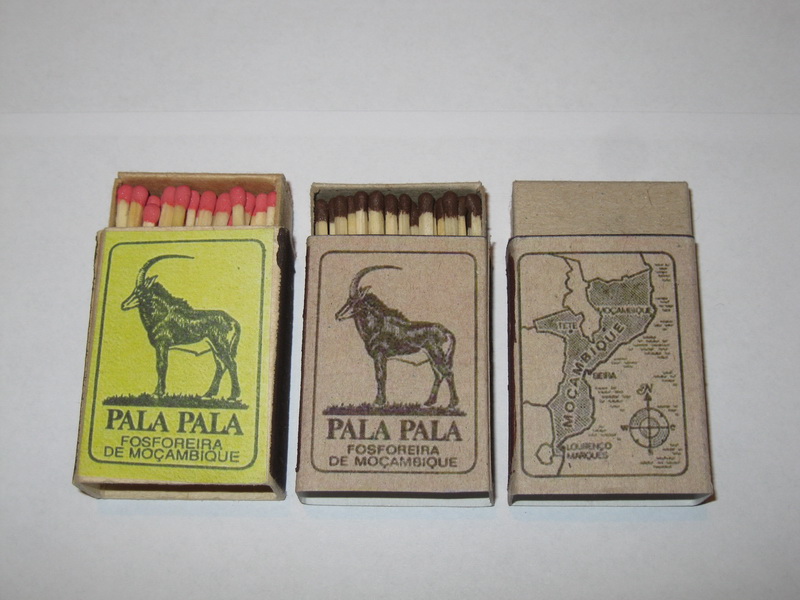 PALA PALA
FOSFOREIRA
DE MOÇAMBIQUE
PALA PALA
FOSFOREIRA
DE MOÇAMBIQUE
MOÇAMBIQUE
TETE
MOÇAMBIQUE
BEIRA
N
W
E
S
LOURENÇO
MARQUES